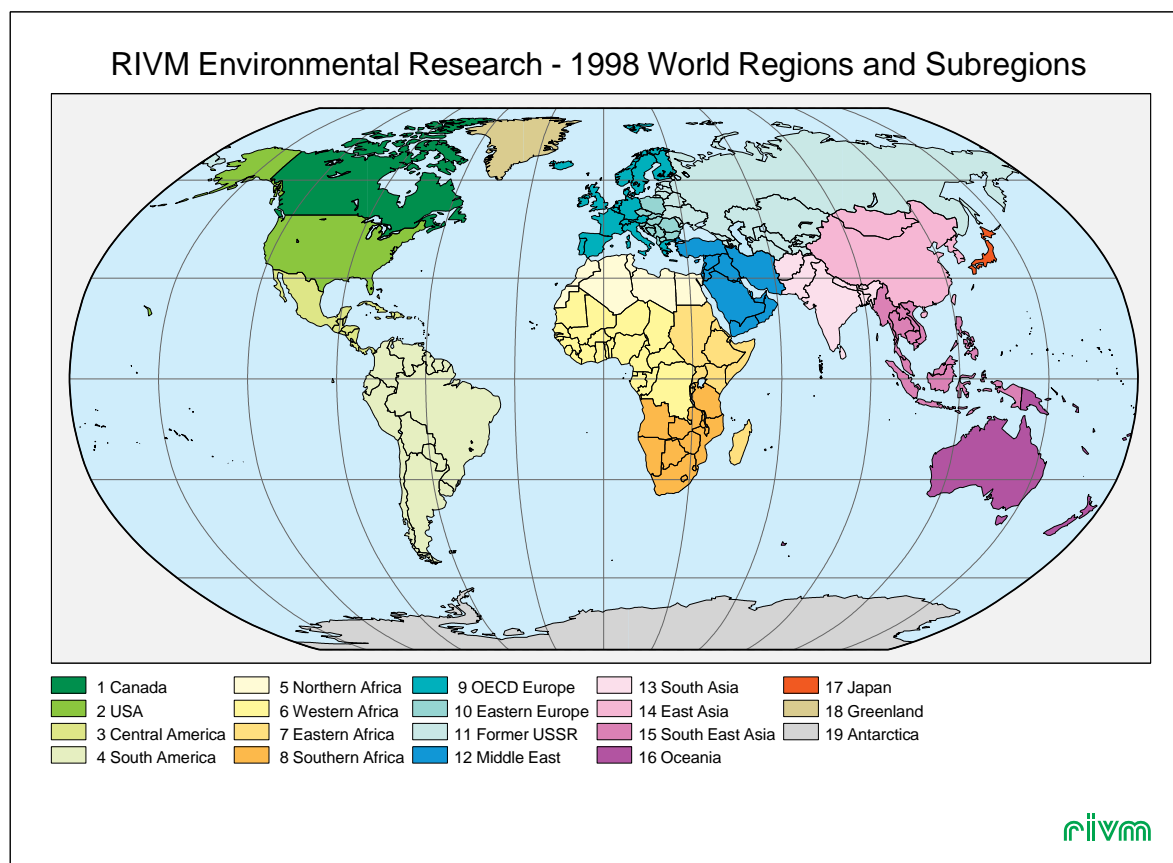 RIVM Environmental Research - 1998 World Regions and Subregions
1 Canada
2 USA
3 Central America
4 South America
5 Northern Africa
6 Western Africa
7 Eastern Africa
8 Southern Africa
9 OECD Europe
10 Eastern Europe
11 Former USSR
12 Middle East
13 South Asia
14 East Asia
15 South East Asia
16 Oceania
17 Japan
18 Greenland
19 Antarctica
rivm